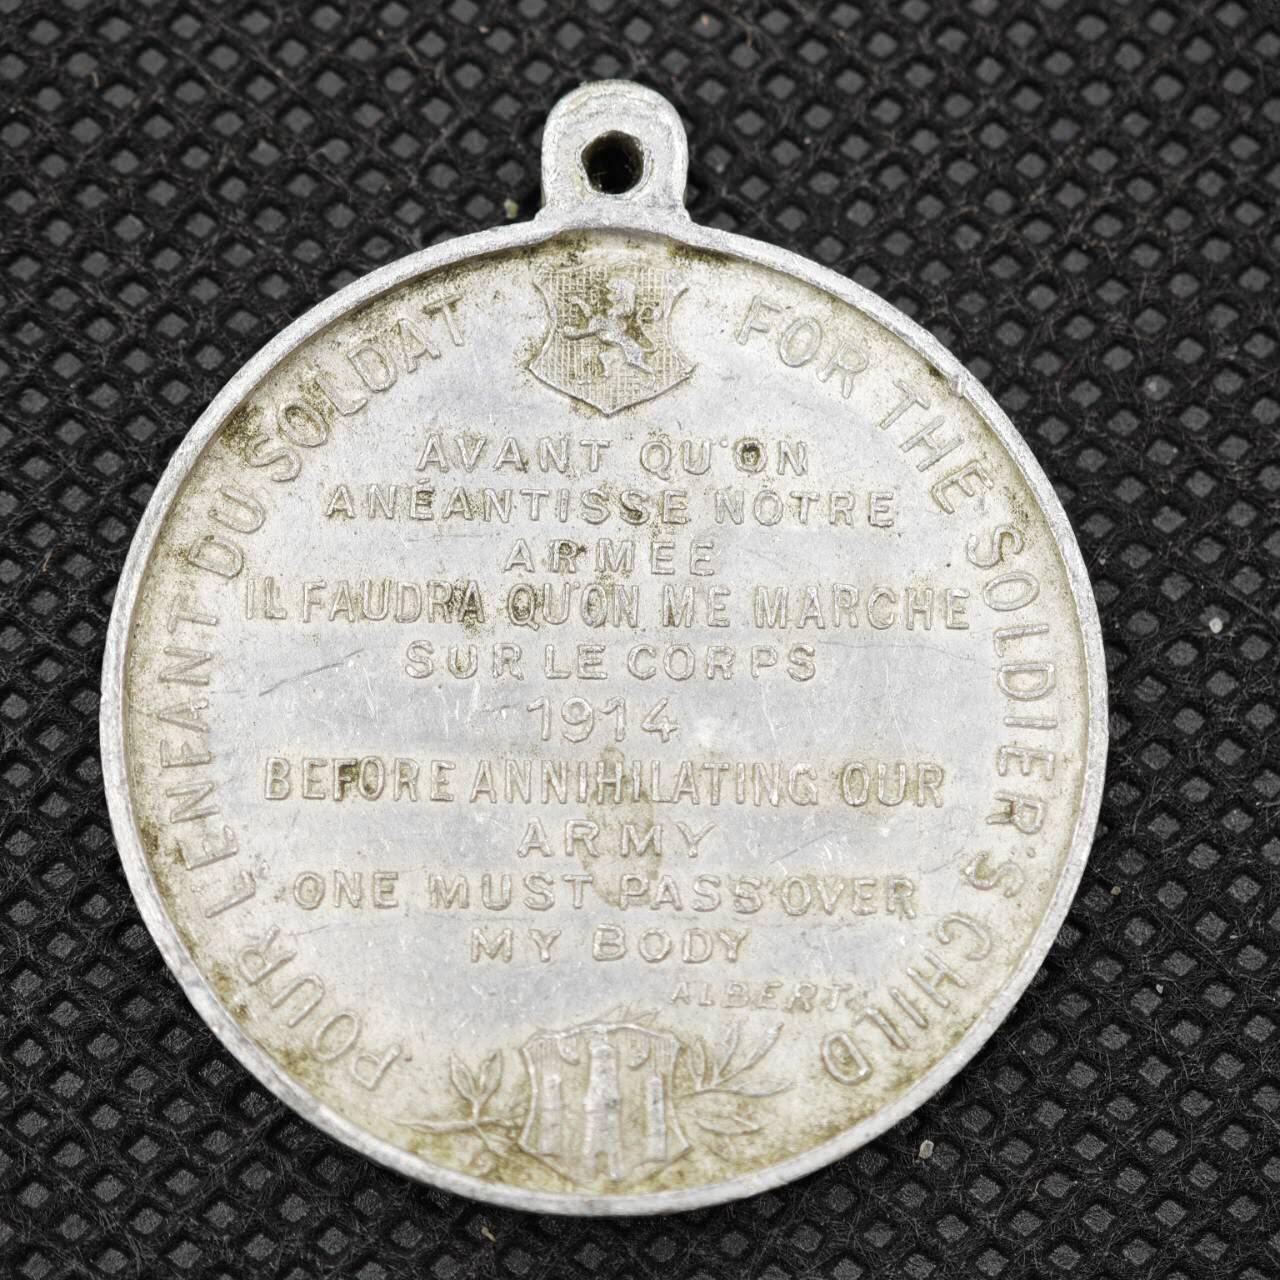 POUR L'ENFANT DU SOLDAT
FOR THE SOLDIER'S CHILD
AVANT QU'ON
ANÉANTISSE NOTRE
ARMEE
IL FAUDRA QU'ON ME MARCHE
SUR LE CORPS
1914
BEFORE ANNIHILATING OUR
ARMY
ONE MUST PASS OVER
MY BODY
ALBERT.